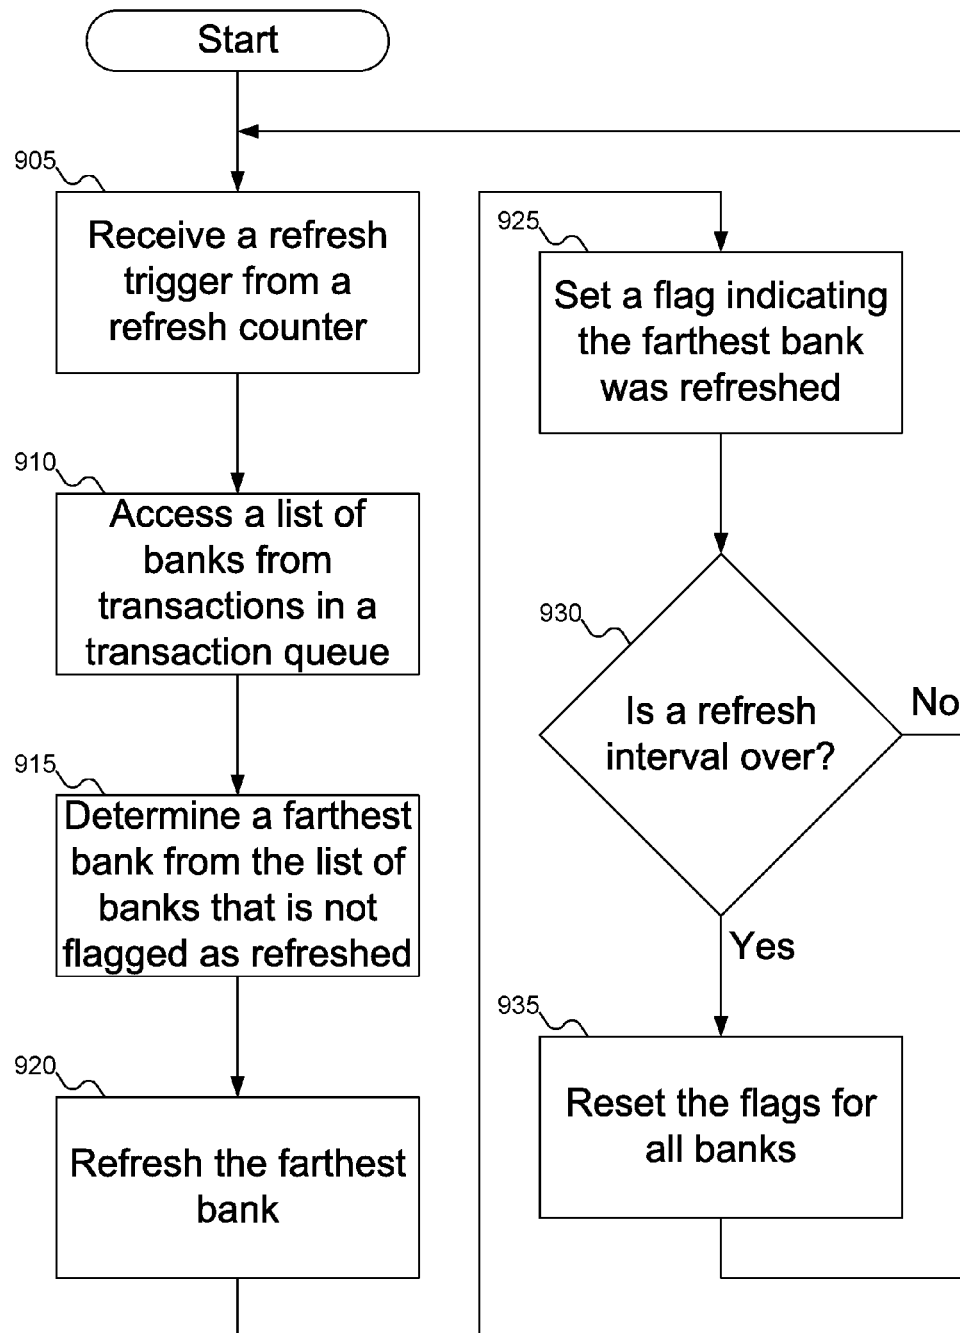 Start
905
Receive a refresh
trigger from a
refresh counter
910
Access a list of
banks from
transactions in a
transaction queue
915
Determine a farthest
bank from the list of
banks that is not
flagged as refreshed
920
Refresh the farthest
bank
925
Set a flag indicating
the farthest bank
was refreshed
930
Is a refresh
interval over?
No
Yes
935
Reset the flags for
all banks